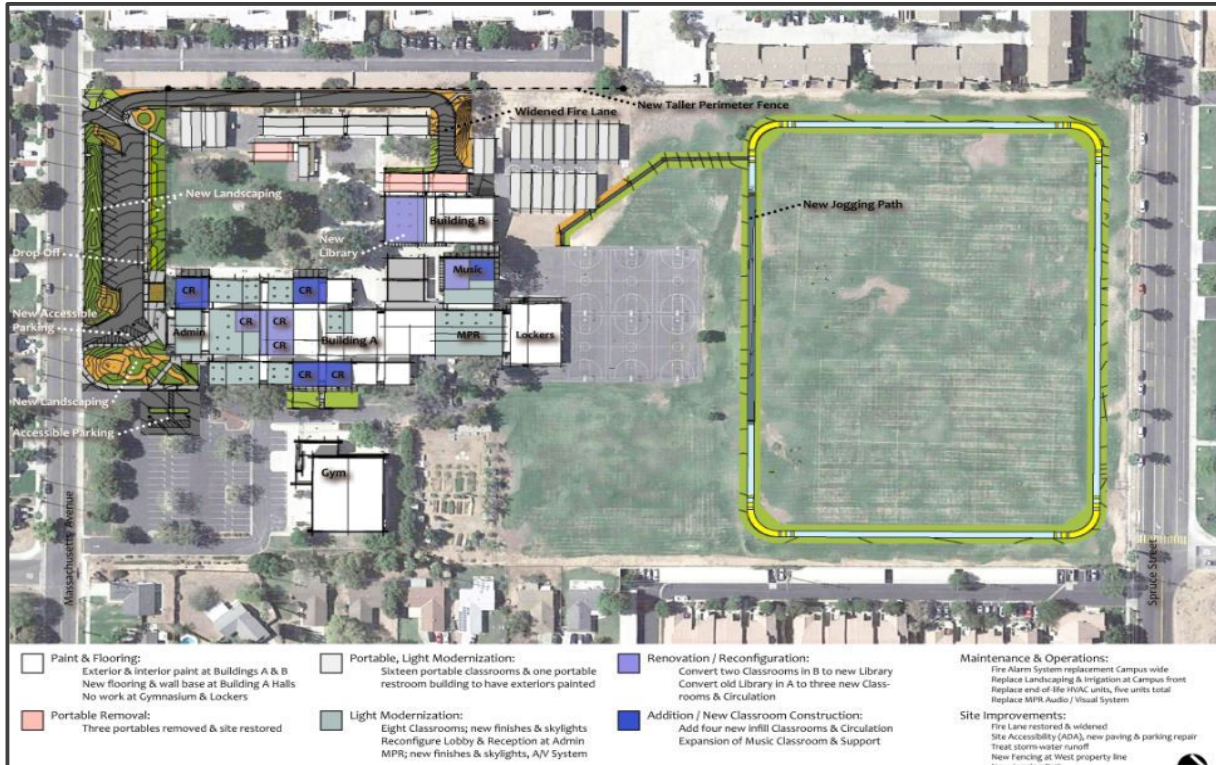 New Taller Perimeter Fence
Widened Fire Lane
New Landscaping
New Jogging Path
Building B
New
Library
Drop Off
Music
CR
CR
New Accessible
Parking
Admin
CR
CR
CR
Building A
MPR
Lockers
CR
CR
New Landscaping
Accessible Parking
Gym
Massachusetts Avenue
Spruce Street
Paint & Flooring:
Exterior & interior paint at Buildings A & B
New flooring & wall base at Building A Halls
No work at Gymnasium & Lockers
Portable Removal:
Three portables removed & site restored
Portable, Light Modernization:
Sixteen portable classrooms & one portable
restroom building to have exteriors painted
Light Modernization:
Eight Classrooms; new finishes & skylights
Reconfigure Lobby & Reception at Admin
MPR; new finishes & skylights, A/V System
Renovation / Reconfiguration:
Convert two Classrooms in B to new Library
Convert old Library in A to three new Class-
rooms & Circulation
Addition / New Classroom Construction:
Add four new infill Classrooms & Circulation
Expansion of Music Classroom & Support
Maintenance & Operations:
Fire Alarm System replacement Campus wide
Replace Landscaping & Irrigation at Campus front
Replace end-of-life HVAC units, five units total
Replace MPR Audio / Visual System
Site Improvements:
Fire Lane restored & widened
Site Accessibility (ADA), new paving & parking repair
Treat storm-water runoff
New Fencing at West property line